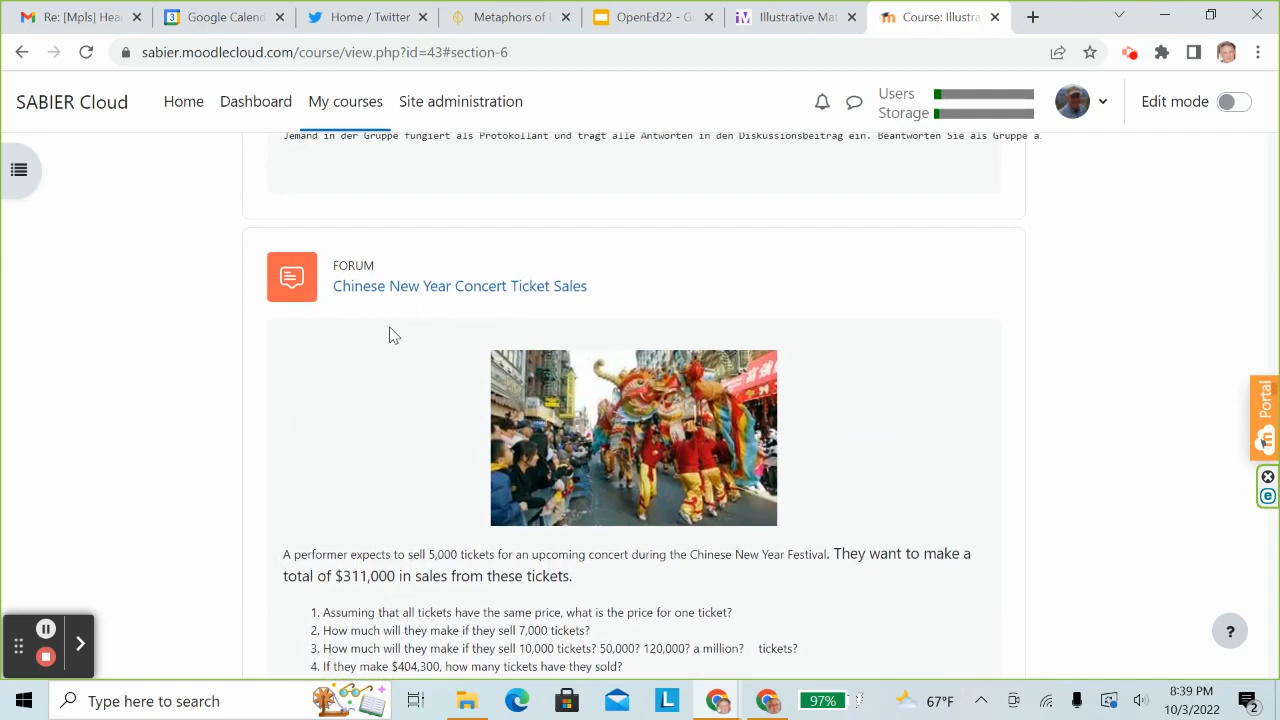 Re: [Mpls] Hea
Google Calend
Home / Twitter
Metaphors of L
OpenEd22 - G
Illustrative Mat
Course: Illustra
sabier.moodlecloud.com/course/view.php?id=43#section-6
SABIER Cloud
Home
Dashboard
My courses
Site administration
Users
Storage
Edit mode
Jemand in der Gruppe fungiert als Protokollant und trägt alle Antworten in den Diskussionsbeitrag ein. Beantworten Sie als Gruppe a.
FORUM
Chinese New Year Concert Ticket Sales
Portal
A performer expects to sell 5,000 tickets for an upcoming concert during the Chinese New Year Festival. They want to make a
total of $311,000 in sales from these tickets.
1. Assuming that all tickets have the same price, what is the price for one ticket?
2. How much will they make if they sell 7,000 tickets?
3. How much will they make if they sell 10,000 tickets? 50,000? 120,000? a million? tickets?
4. If they make $404,300, how many tickets have they sold?
?
Type here to search
L
97%
67°F
8:39 PM
10/3/2022
2